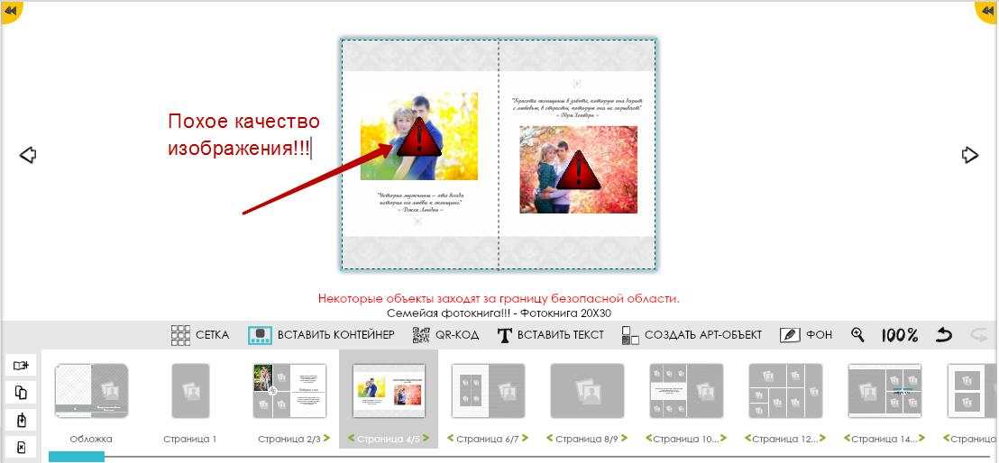 Похое качество
изображения!!!
"Красота женщины в заботе, которую она дарит
с любовью, в страсти, которую она не скрывает"
~ Одри Хепберн ~
"История мужчины – это всегда
история его любви к женщине"
~ Джек Лондон ~
Некоторые объекты заходят за границу безопасной области.
Семейая фотокнига!!! - Фотокнига 20X30
СЕТКА
ВСТАВИТЬ КОНТЕЙНЕР
QR-КОД
ВСТАВИТЬ ТЕКСТ
СОЗДАТЬ АРТ-ОБЪЕКТ
ФОН
100%
Обложка
Страница 1
Страница 2/3
Страница 4/5
Страница 6/7
Страница 8/9
Страница 10...
Страница 12...
Страница 14...
Страница